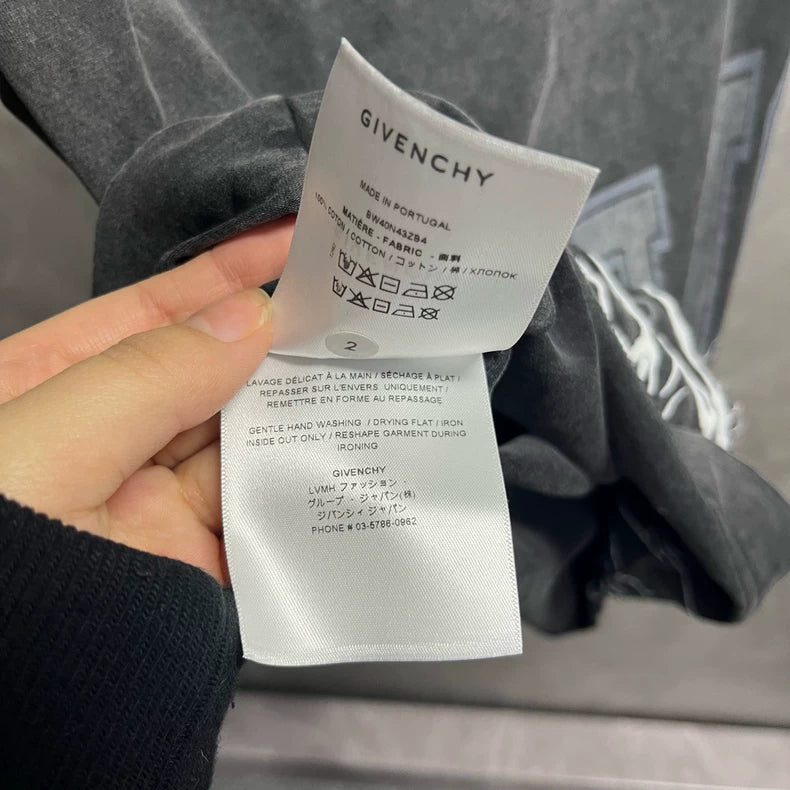 GIVENCHY
MADE IN PORTUGAL
BW40N43ZB4
MATIÈRE - FABRIC - 面料
100% COTON / COTTON / コットン / 棉 / ХЛОПОК
2
LAVAGE DÉLICAT À LA MAIN / SÉCHAGE À PLAT /
REPASSER SUR L'ENVERS UNIQUEMENT /
REMETTRE EN FORME AU REPASSAGE
GENTLE HAND WASHING / DRYING FLAT / IRON
INSIDE OUT ONLY / RESHAPE GARMENT DURING
IRONING
GIVENCHY
LVMH ファッション・
グループ・ジャパン(株)
ジバンシィ ジャパン
PHONE # 03-5786-0962